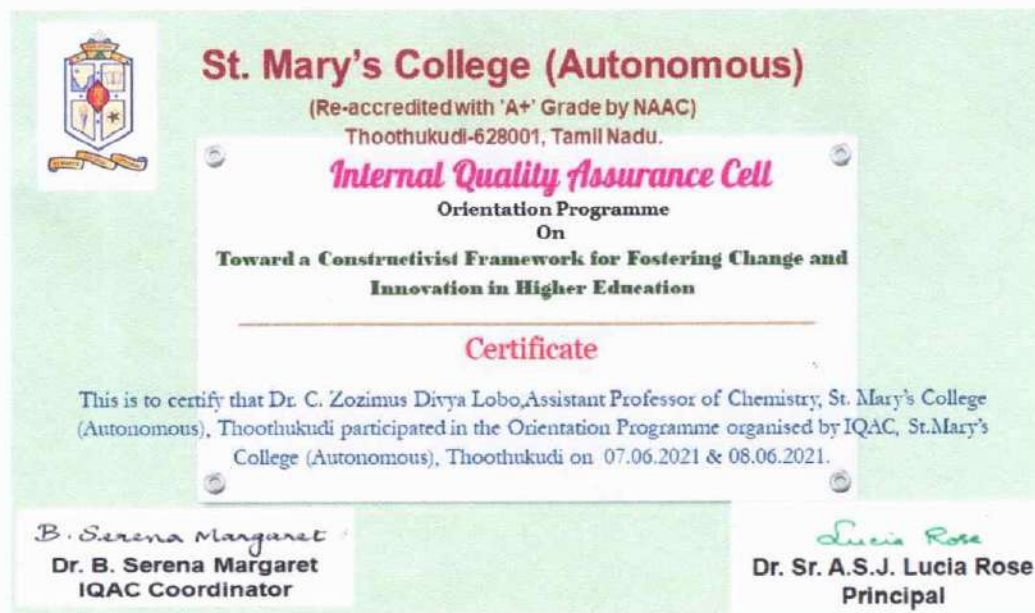 St. Mary's College (Autonomous)
(Re-accredited with 'A+' Grade by NAAC)
Thoothukudi-628001, Tamil Nadu.
Internal Quality Assurance Cell
Orientation Programme
On
Toward a Constructivist Framework for Fostering Change and
Innovation in Higher Education
Certificate
This is to certify that Dr. C. Zozimus Divya Lobo,Assistant Professor of Chemistry, St. Mary's College
(Autonomous), Thoothukudi participated in the Orientation Programme organised by IQAC, St.Mary's
College (Autonomous), Thoothukudi on 07.06.2021 & 08.06.2021.
B. Serena Margaret
Dr. B. Serena Margaret
IQAC Coordinator
Lucia Rose
Dr. Sr. A.S.J. Lucia Rose
Principal